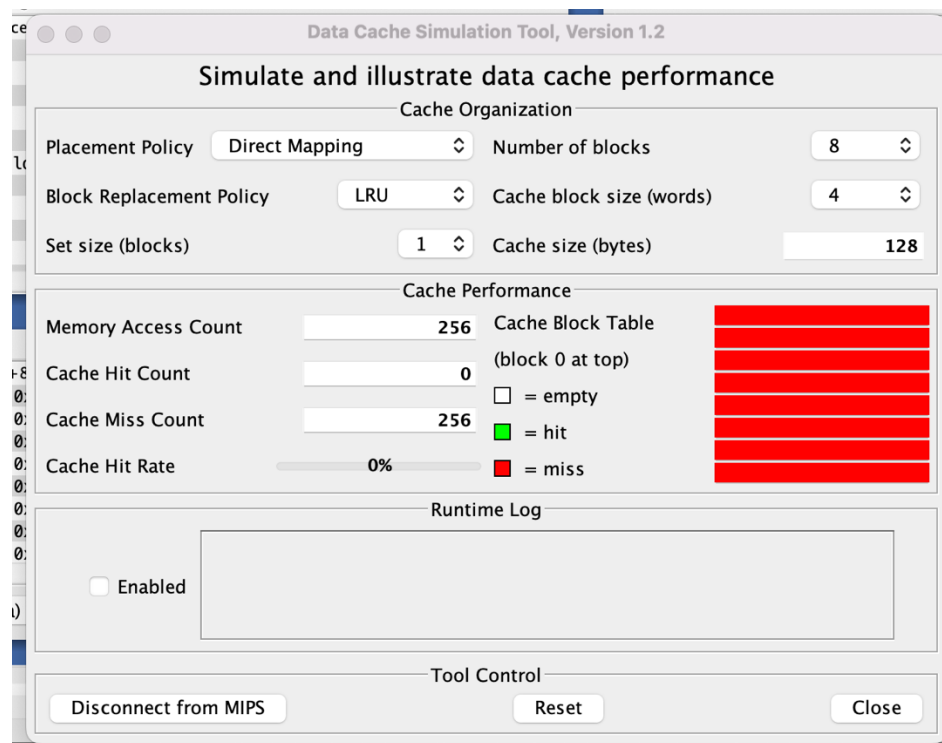 ce
Data Cache Simulation Tool, Version 1.2
Simulate and illustrate data cache performance
Cache Organization
Placement Policy Direct Mapping Number of blocks 8
Block Replacement Policy LRU Cache block size (words) 4
Set size (blocks) 1 Cache size (bytes) 128
Cache Performance
Memory Access Count 256 Cache Block Table
(block 0 at top)
Cache Hit Count 0
= empty
Cache Miss Count 256
= hit
Cache Hit Rate 0% = miss
Runtime Log
Enabled
Tool Control
Disconnect from MIPS Reset Close